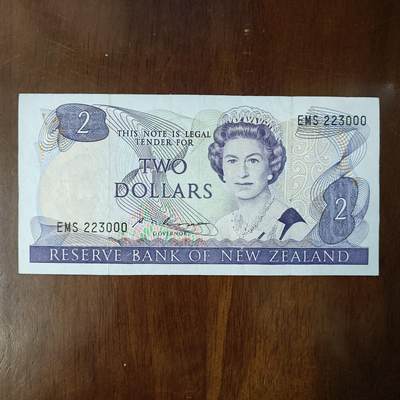 2
THIS NOTE IS LEGAL
TENDER FOR
EMS 223000
TWO
DOLLARS
2
EMS 223000
GOVERNOR
RESERVE BANK OF NEW ZEALAND